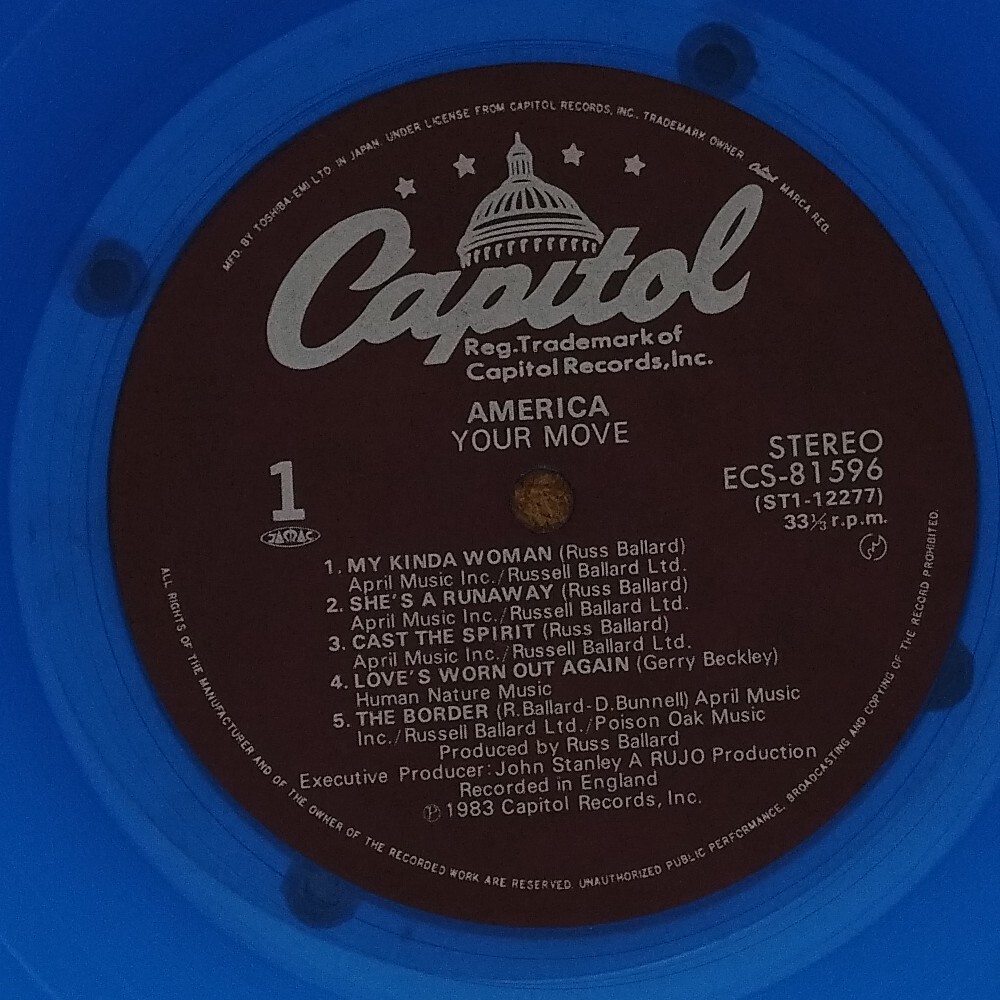 MFD. BY TOSHIBA-EMI LTD. IN JAPAN, UNDER LICENSE FROM CAPITOL RECORDS, INC., TRADEMARK OWNER Capitol MARCA REG.
Capitol
Reg.Trademark of
Capitol Records,Inc.
AMERICA
YOUR MOVE
1
JAMAC
STEREO
ECS-81596
(ST1-12277)
33⅓ r.p.m.
1. MY KINDA WOMAN (Russ Ballard)
April Music Inc./Russell Ballard Ltd.
2. SHE'S A RUNAWAY (Russ Ballard)
April Music Inc./Russell Ballard Ltd.
3. CAST THE SPIRIT (Russ Ballard)
April Music Inc./Russell Ballard Ltd.
4. LOVE'S WORN OUT AGAIN (Gerry Beckley)
Human Nature Music
5. THE BORDER (R.Ballard-D.Bunnell) April Music
Inc./Russell Ballard Ltd./Poison Oak Music
Produced by Russ Ballard
Executive Producer:John Stanley A RUJO Production
Recorded in England
℗ 1983 Capitol Records, Inc.
ALL RIGHTS OF THE MANUFACTURER AND OF THE OWNER OF THE RECORDED WORK ARE RESERVED. UNAUTHORIZED PUBLIC PERFORMANCE, BROADCASTING AND COPYING OF THE RECORD PROHIBITED.